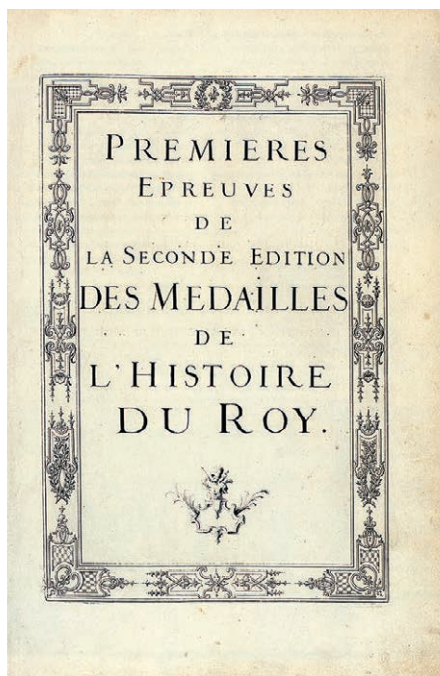 PREMIERES
EPREUVES
DE
LA SECONDE EDITION
DES MEDAILLES
DE
L'HISTOIRE
DU ROY.